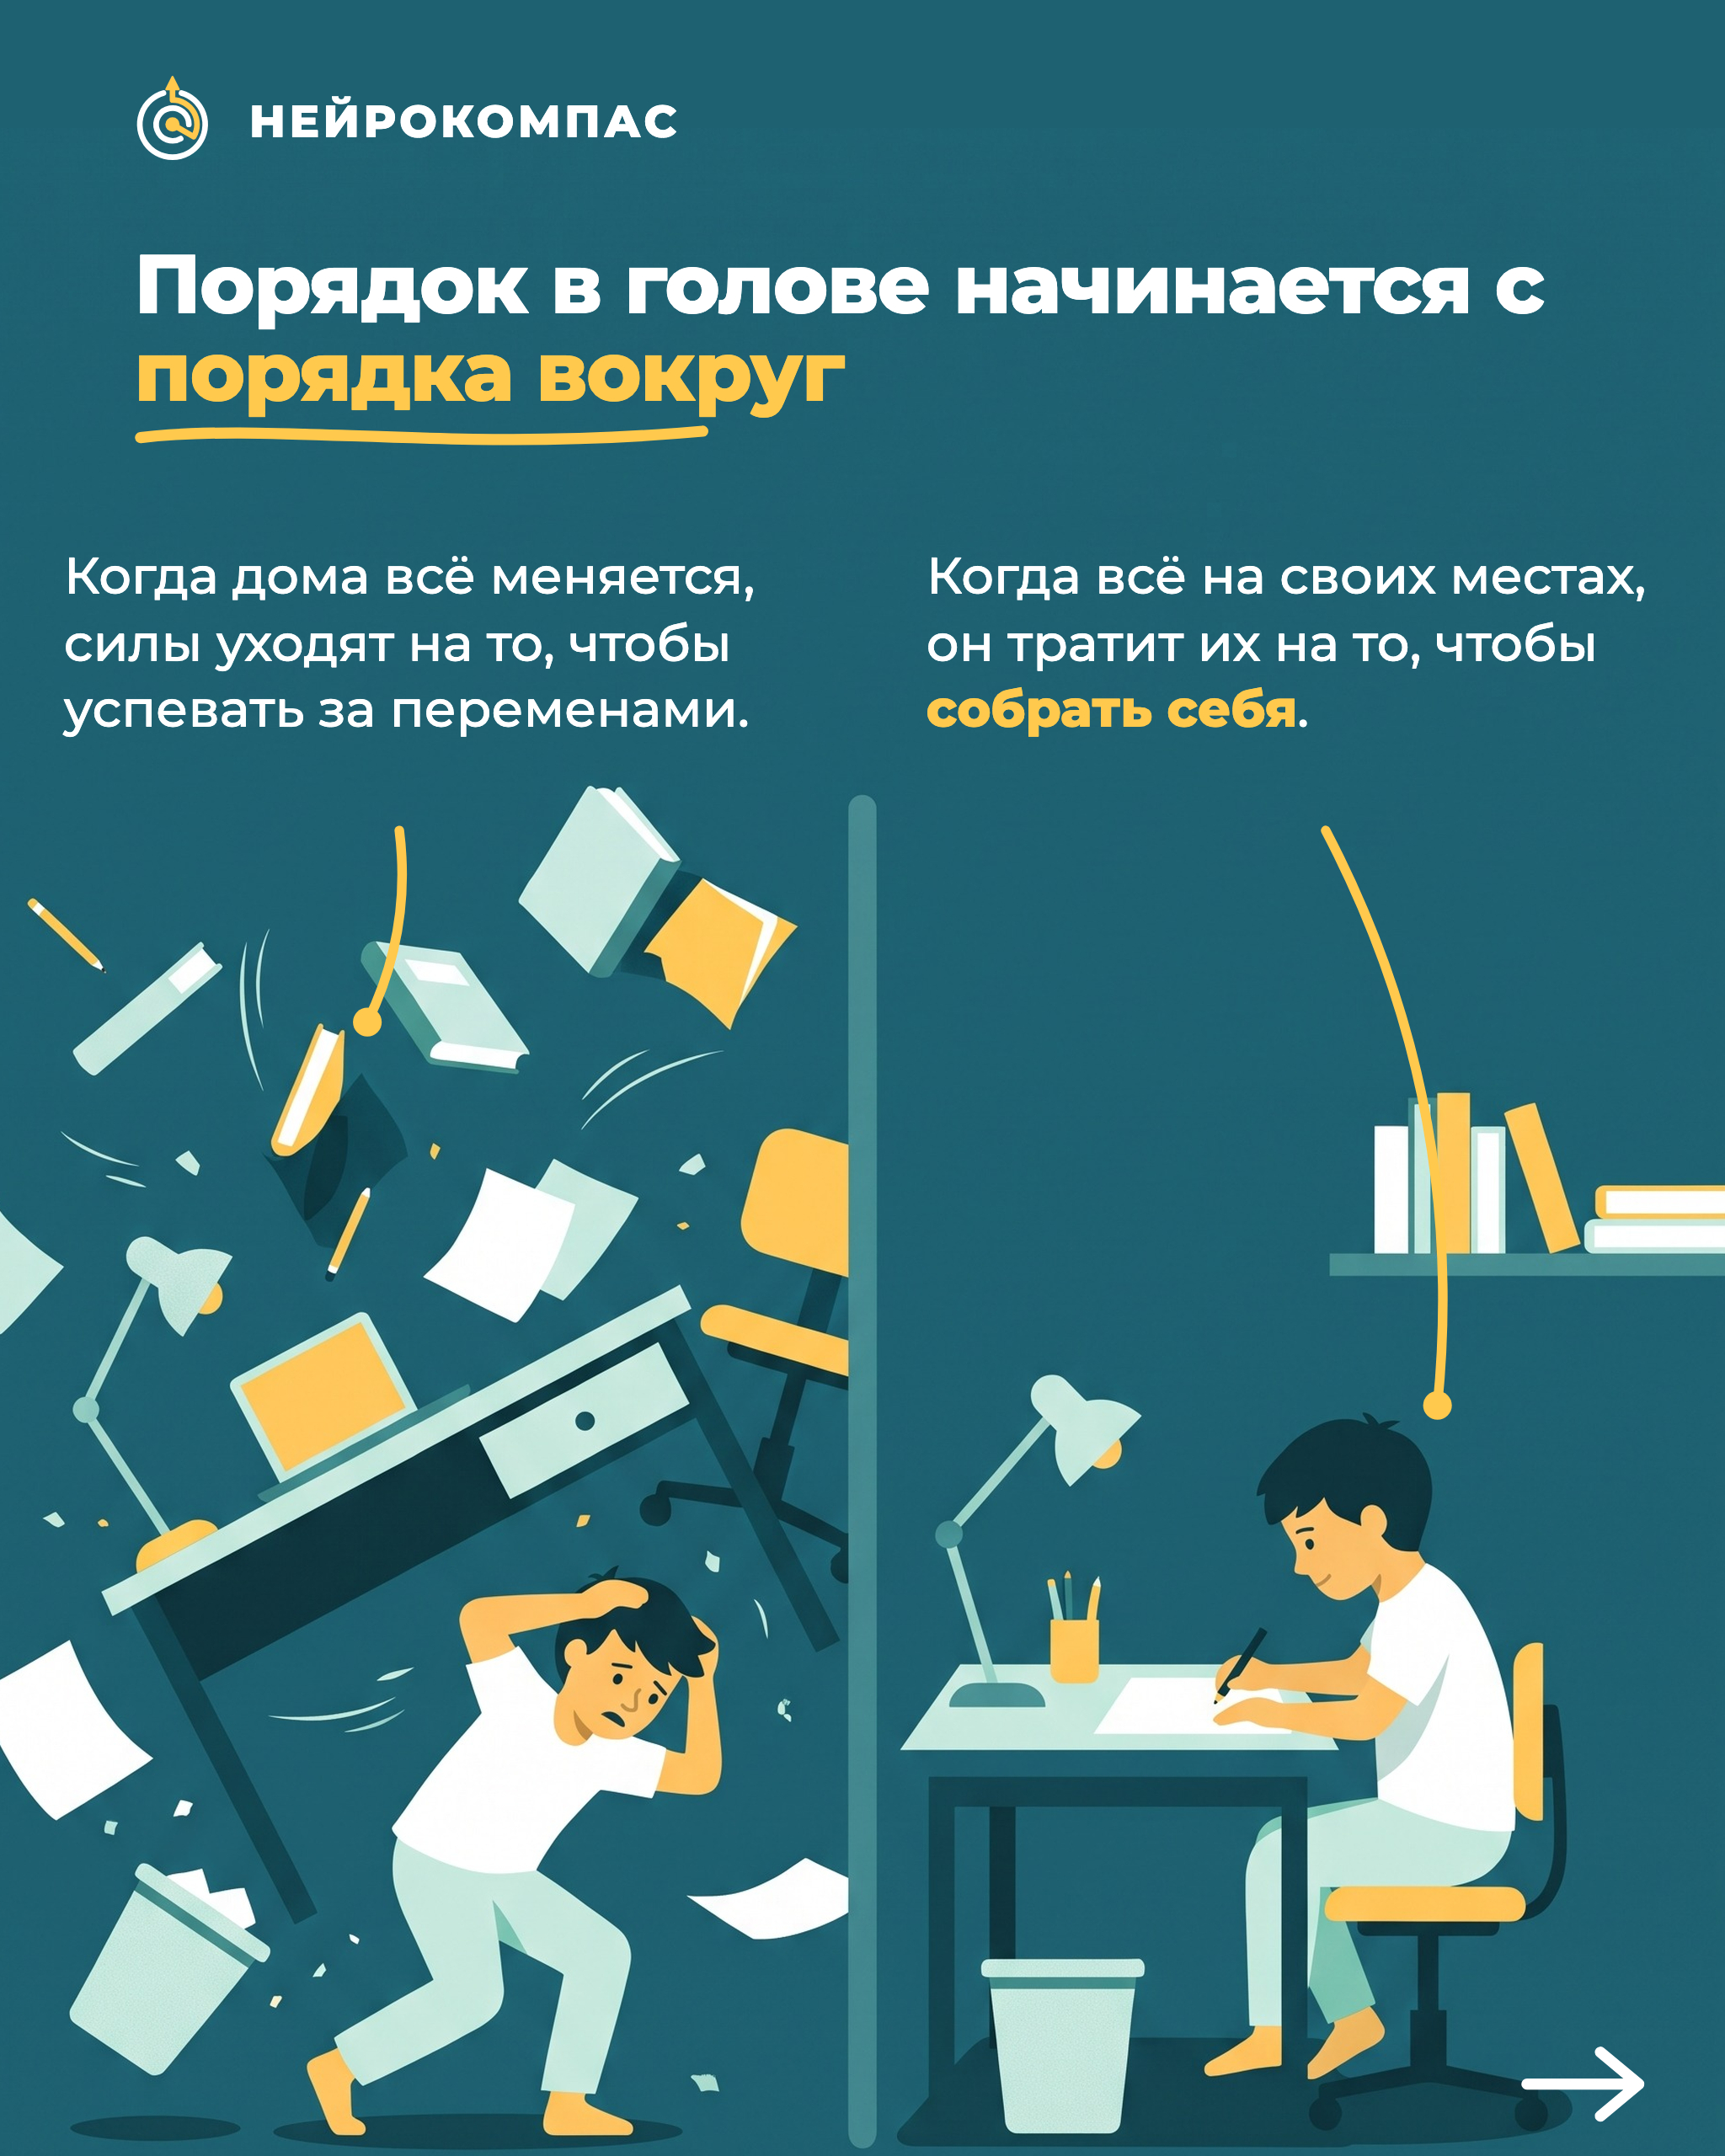 НЕЙРОКОМПАС
Порядок в голове начинается с
порядка вокруг
Когда дома всё меняется,
силы уходят на то, чтобы
успевать за переменами.
Когда всё на своих местах,
он тратит их на то, чтобы
собрать себя.